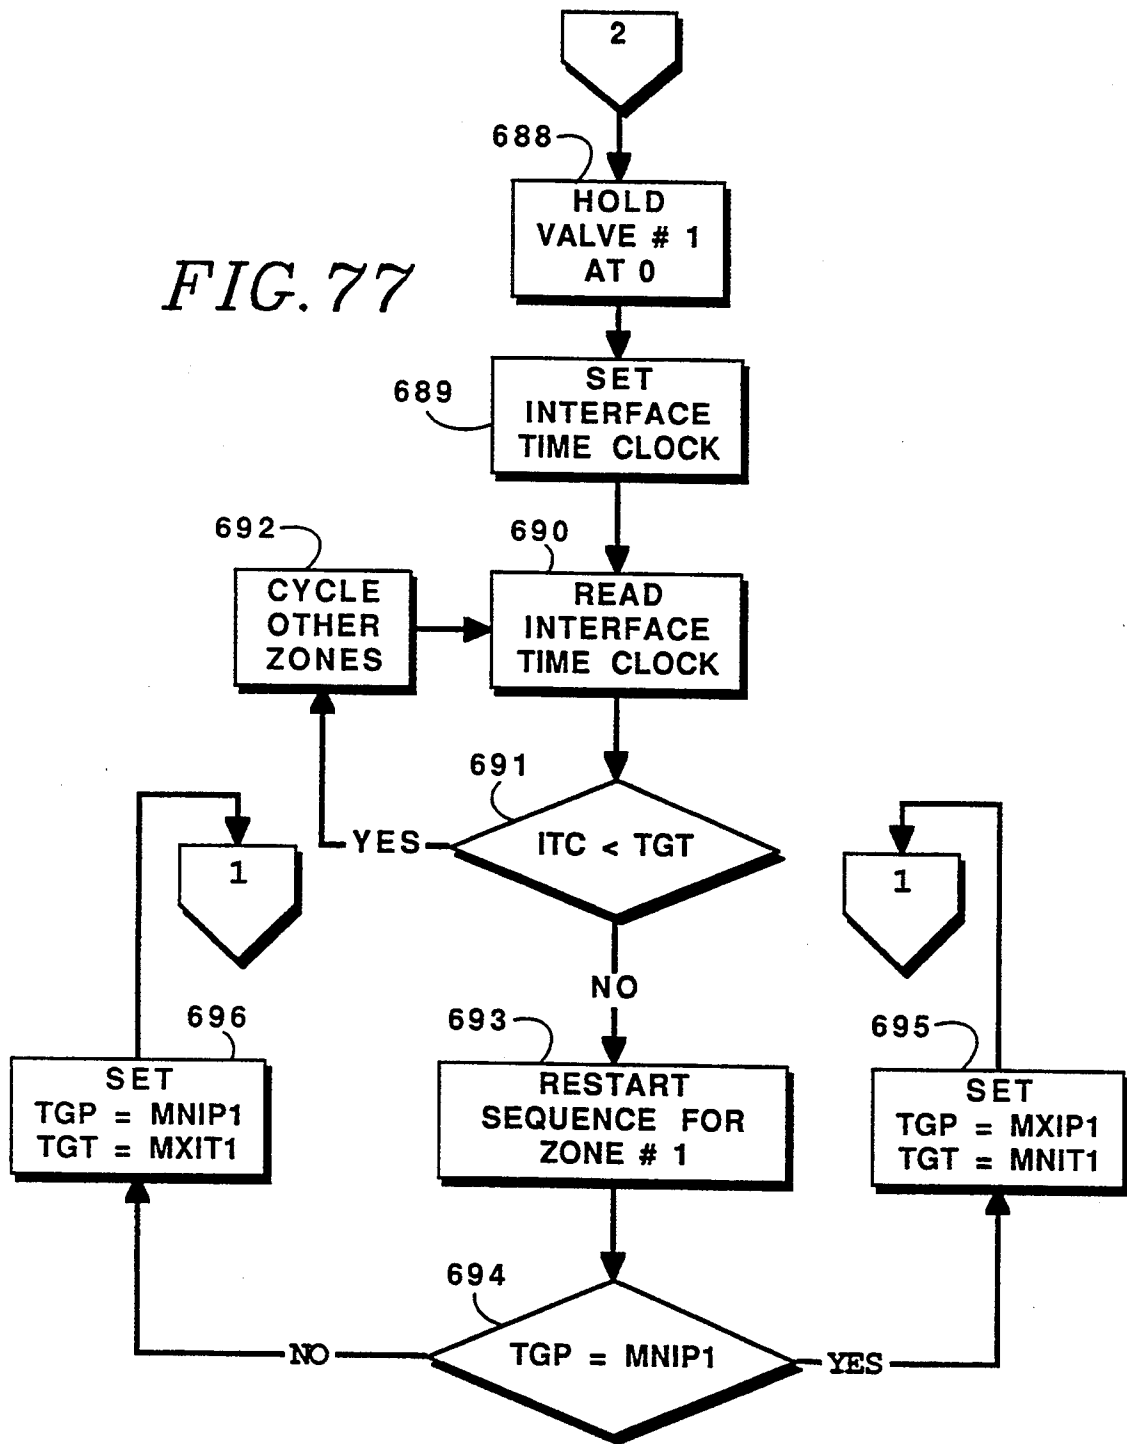 2
688
HOLD
VALVE # 1
AT 0
FIG. 77
689
SET
INTERFACE
TIME CLOCK
692
CYCLE
OTHER
ZONES
690
READ
INTERFACE
TIME CLOCK
691
ITC < TGT
YES
1
1
NO
696
SET
TGP = MNIP1
TGT = MXIT1
693
RESTART
SEQUENCE FOR
ZONE # 1
695
SET
TGP = MXIP1
TGT = MNIT1
694
TGP = MNIP1
NO
YES